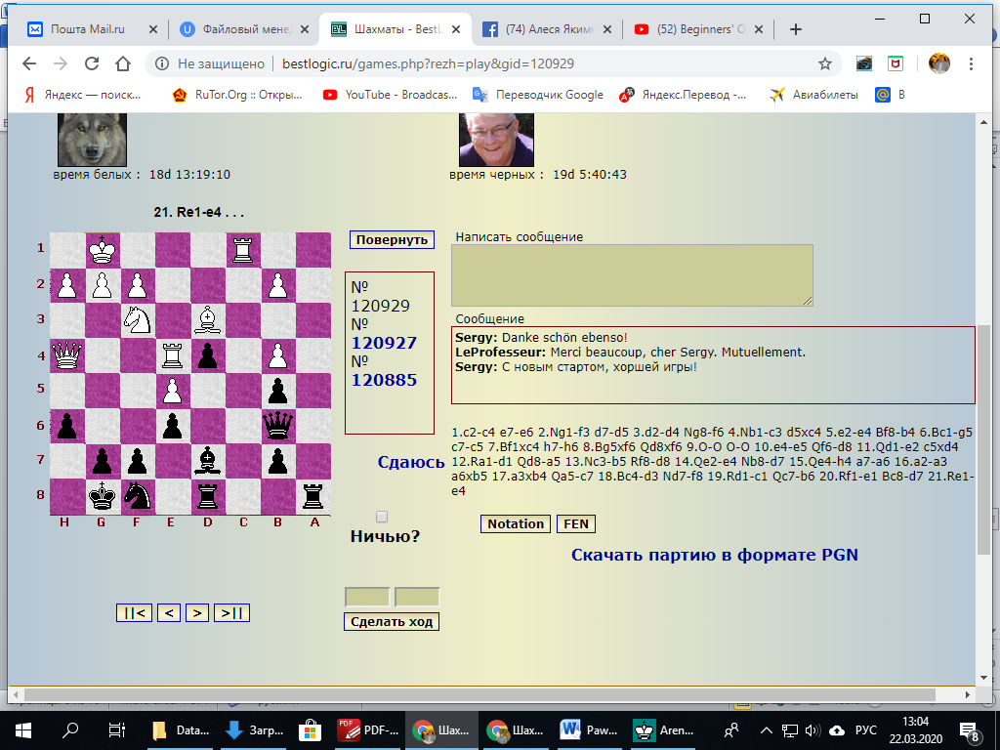 Пошта Mail.ru
Файловый мене
Шахматы - BestL
(74) Алеся Яким
(52) Beginners' O
Не защищено | bestlogic.ru/games.php?rezh=play&gid=120929
Яндекс — поиск...
RuTor.Org :: Откры...
YouTube - Broadcas...
Переводчик Google
Яндекс.Перевод -...
Авиабилеты
В
время белых : 18d 13:19:10
время черных : 19d 5:40:43
21. Re1-e4 . . .
1
2
3
4
5
6
7
8
H G F E D C B A
||<
<
>
>||
Повернуть
№
120929
№
120927
№
120885
Сдаюсь
Ничью?
Сделать ход
Написать сообщение
Сообщение
Sergy: Danke schön ebenso!
LeProfesseur: Merci beaucoup, cher Sergy. Mutuellement.
Sergy: С новым стартом, хоршей игры!
1.c2-c4 e7-e6 2.Ng1-f3 d7-d5 3.d2-d4 Ng8-f6 4.Nb1-c3 d5xc4 5.e2-e4 Bf8-b4 6.Bc1-g5
c7-c5 7.Bf1xc4 h7-h6 8.Bg5xf6 Qd8xf6 9.O-O O-O 10.e4-e5 Qf6-d8 11.Qd1-e2 c5xd4
12.Ra1-d1 Qd8-a5 13.Nc3-b5 Rf8-d8 14.Qe2-e4 Nb8-d7 15.Qe4-h4 a7-a6 16.a2-a3
a6xb5 17.a3xb4 Qa5-c7 18.Bc4-d3 Nd7-f8 19.Rd1-c1 Qc7-b6 20.Rf1-e1 Bc8-d7 21.Re1-
e4
Notation
FEN
Скачать партию в формате PGN
Data...
Загр...
PDF-...
Шах...
Шах...
Paw...
Aren...
РУС
13:04
22.03.2020
8